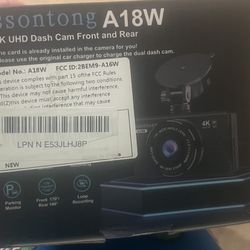 ssontong A18W
K UHD Dash Cam Front and Rear
he card is already installed in the camera for you!
lease use the original car charger to charge the dual dash cam.
Model No.: A18W FCC ID:2BEM9-A16W
is device complies with part 15 of the FCC Rules
eration is subject to The following two conditions
This device may not cause harmful interference
(2)this device must accept any interference
4K
LPN N E53JLHJ8P
NEW
Parking
Monitor
Front 170°
Rear 140°
Loop
Recording